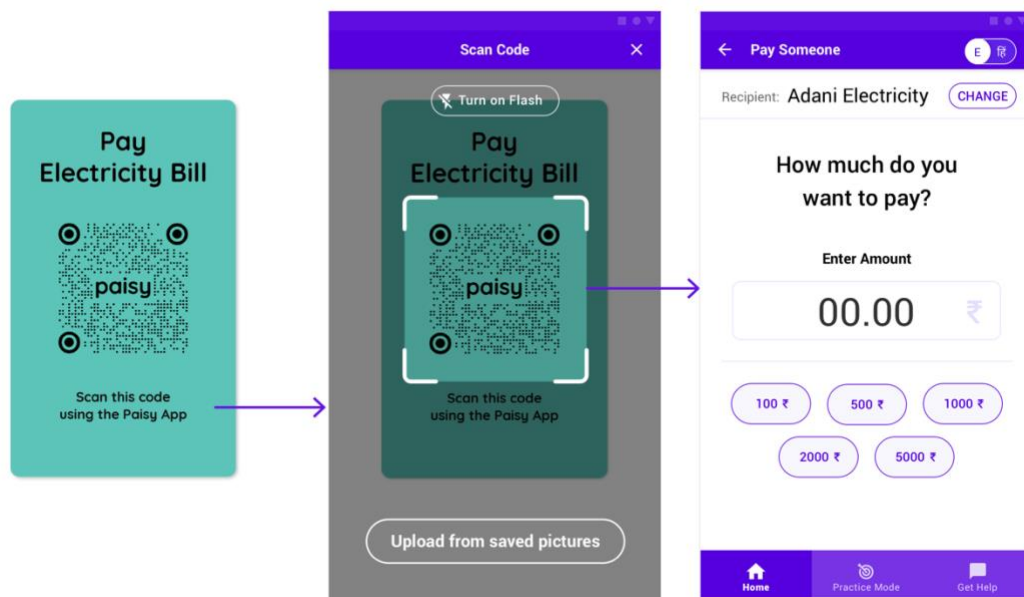 Pay
Electricity Bill
paisy
Scan this code
using the Paisy App
Scan Code
Turn on Flash
Pay
Electricity Bill
paisy
Scan this code
using the Paisy App
Upload from saved pictures
Pay Someone
E हिं
Recipient: Adani Electricity CHANGE
How much do you
want to pay?
Enter Amount
00.00 ₹
100 ₹ 500 ₹ 1000 ₹
2000 ₹ 5000 ₹
Home Practice Mode Get Help